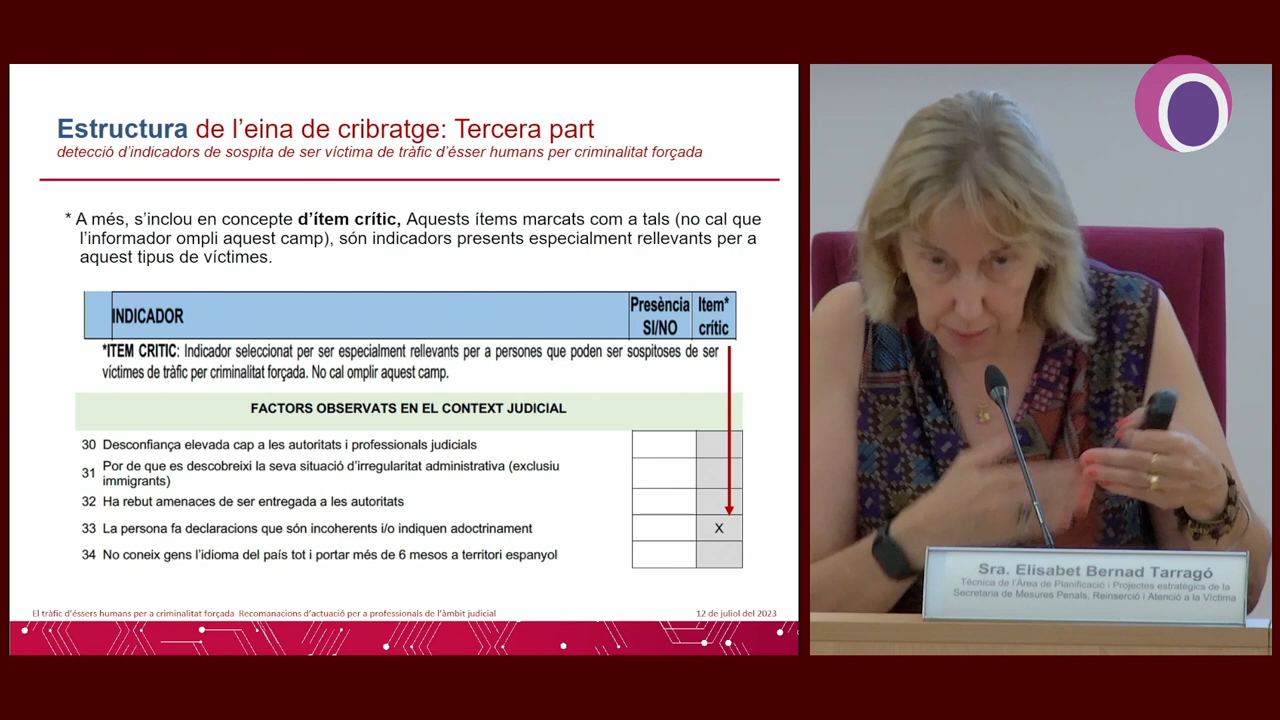 Estructura de l'eina de cribratge: Tercera part
detecció d'indicadors de sospita de ser víctima de tràfic d'ésser humans per criminalitat forçada
* A més, s'inclou en concepte d'ítem crític, Aquests ítems marcats com a tals (no cal que
l'informador ompli aquest camp), són indicadors presents especialment rellevants per a
aquest tipus de víctimes.
INDICADOR
Presència
SI/NO
Item*
crític
*ITEM CRITIC: Indicador seleccionat per ser especialment rellevants per a persones que poden ser sospitoses de ser
víctimes de tràfic per criminalitat forçada. No cal omplir aquest camp.
FACTORS OBSERVATS EN EL CONTEXT JUDICIAL
30 Desconfiança elevada cap a les autoritats i professionals judicials
31 Por de que es descobreixi la seva situació d'irregularitat administrativa (exclusiu
immigrants)
32 Ha rebut amenaces de ser entregada a les autoritats
33 La persona fa declaracions que són incoherents i/o indiquen adoctrinament X
34 No coneix gens l'idioma del país tot i portar més de 6 mesos a territori espanyol
El tràfic d'éssers humans per a criminalitat forçada Recomanacions d'actuació per a professionals de l'àmbit judicial
12 de juliol del 2023
Sra. Elisabet Bernad Tarragó
Tècnica de l'Àrea de Planificació i Projectes estratègics de la
Secretaria de Mesures Penals, Reinserció i Atenció a la Víctima